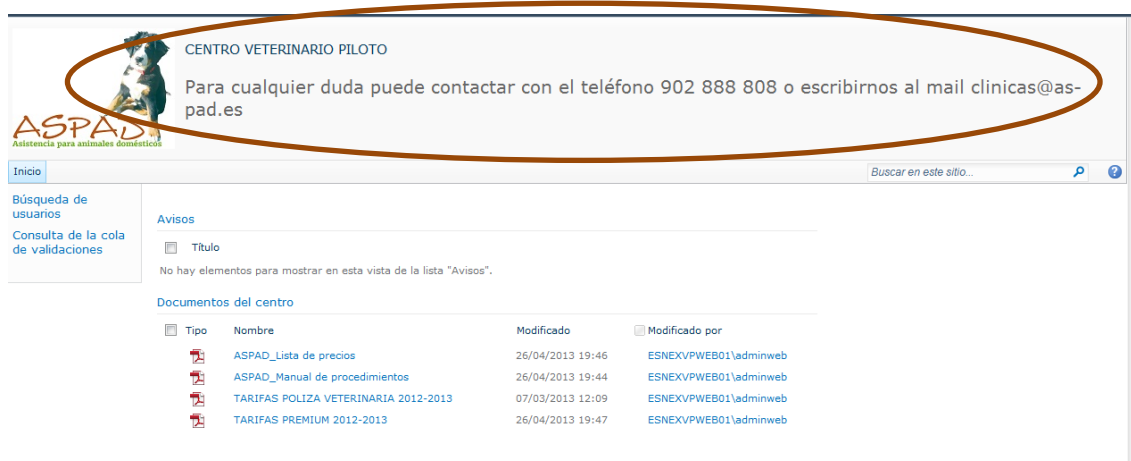 CENTRO VETERINARIO PILOTO
Para cualquier duda puede contactar con el teléfono 902 888 808 o escribirnos al mail clinicas@as-
pad.es
ASPAD
Asistencia para animales domésticos
Inicio
Buscar en este sitio...
Búsqueda de
usuarios
Consulta de la cola
de validaciones
Avisos
Título
No hay elementos para mostrar en esta vista de la lista "Avisos".
Documentos del centro
Tipo Nombre Modificado Modificado por
ASPAD_Lista de precios 26/04/2013 19:46 ESNEXVPWEB01\adminweb
ASPAD_Manual de procedimientos 26/04/2013 19:44 ESNEXVPWEB01\adminweb
TARIFAS POLIZA VETERINARIA 2012-2013 07/03/2013 12:09 ESNEXVPWEB01\adminweb
TARIFAS PREMIUM 2012-2013 26/04/2013 19:47 ESNEXVPWEB01\adminweb